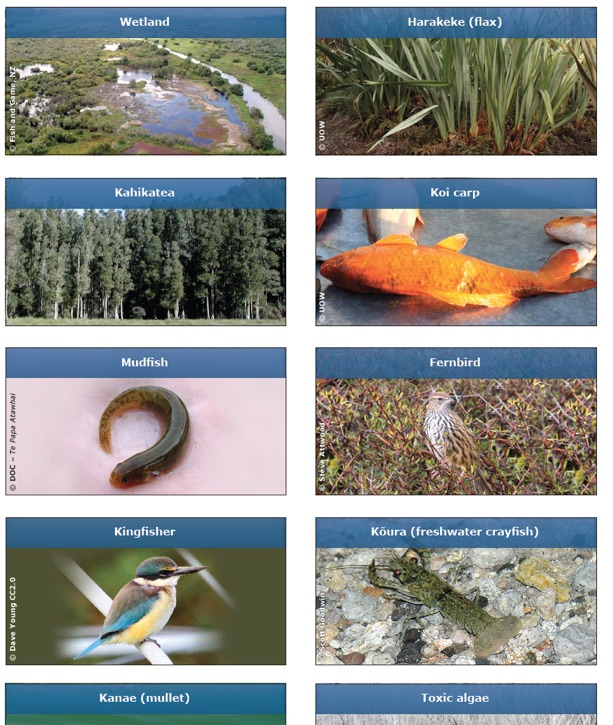 Wetland
© Fish and Game NZ
Harakeke (flax)
© UOW
Kahikatea
Koi carp
© UOW
Mudfish
© DOC – Te Papa Atawhai
Fernbird
© Steve Attwood
Kingfisher
© Dave Young CC2.0
Kōura (freshwater crayfish)
Kanae (mullet)
Toxic algae